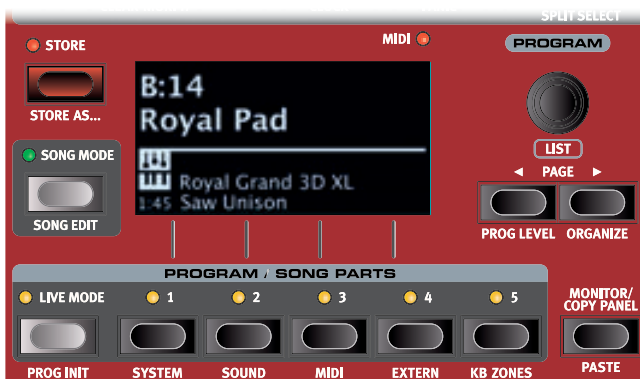 SPLIT SELECT
STORE
MIDI
PROGRAM
B:14
Royal Pad
STORE AS...
SONG MODE
LIST
◄ PAGE ►
Royal Grand 3D XL
1:45 Saw Unison
SONG EDIT
PROG LEVEL ORGANIZE
PROGRAM / SONG PARTS
LIVE MODE 1 2 3 4 5
MONITOR/
COPY PANEL
PROG INIT SYSTEM SOUND MIDI EXTERN KB ZONES PASTE